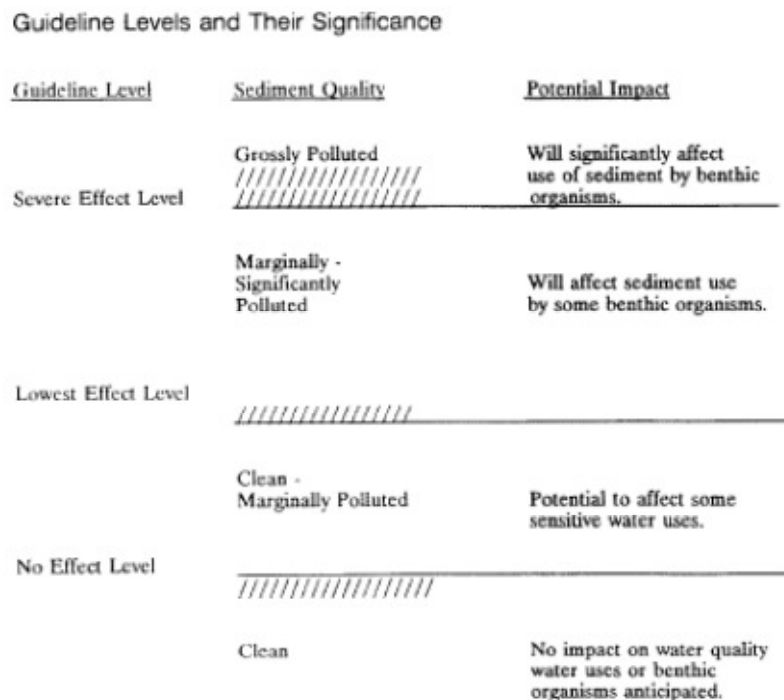 Guideline Levels and Their Significance
Guideline Level Sediment Quality Potential Impact
Grossly Polluted Will significantly affect
use of sediment by benthic
Severe Effect Level organisms.
Marginally -
Significantly Will affect sediment use
Polluted by some benthic organisms.
Lowest Effect Level
Clean -
Marginally Polluted Potential to affect some
sensitive water uses.
No Effect Level
Clean No impact on water quality
water uses or benthic
organisms anticipated.